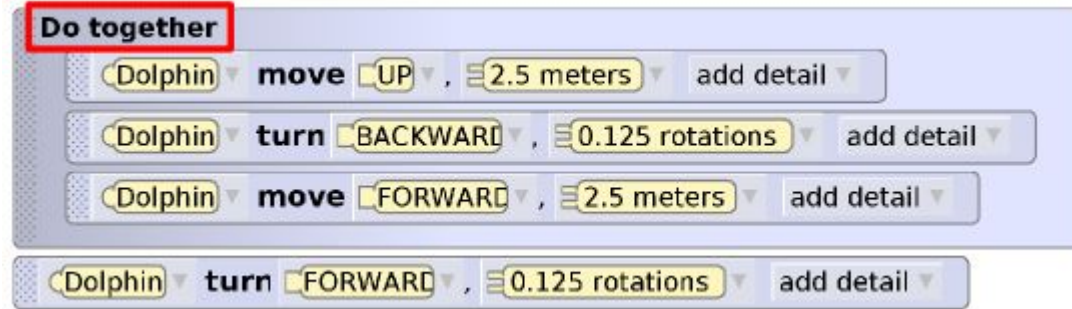 Do together
Dolphin move UP , 2.5 meters add detail
Dolphin turn BACKWARD , 0.125 rotations add detail
Dolphin move FORWARD , 2.5 meters add detail
Dolphin turn FORWARD , 0.125 rotations add detail